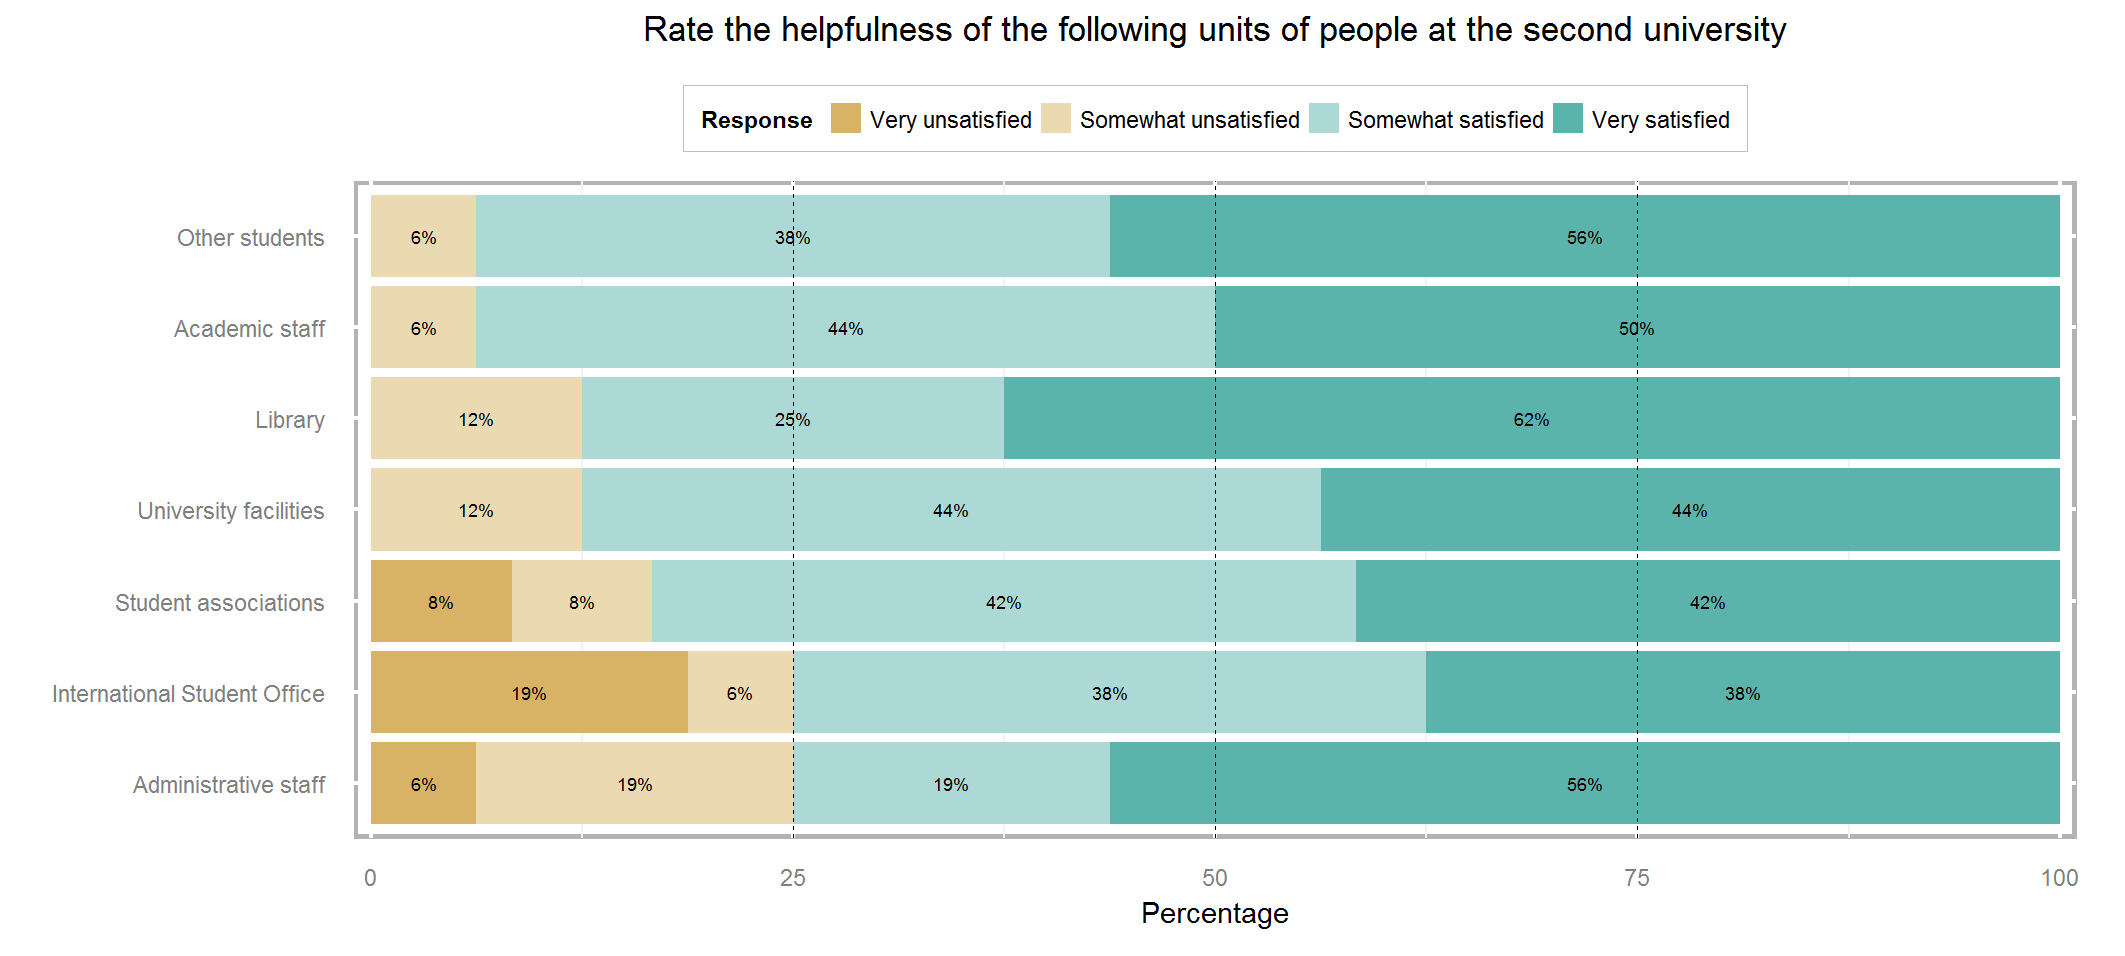 Rate the helpfulness of the following units of people at the second university
Response Very unsatisfied Somewhat unsatisfied Somewhat satisfied Very satisfied
Other students 6% 38% 56%
Academic staff 6% 44% 50%
Library 12% 25% 62%
University facilities 12% 44% 44%
Student associations 8% 8% 42% 42%
International Student Office 19% 6% 38% 38%
Administrative staff 6% 19% 19% 56%
0 25 50 75 100
Percentage